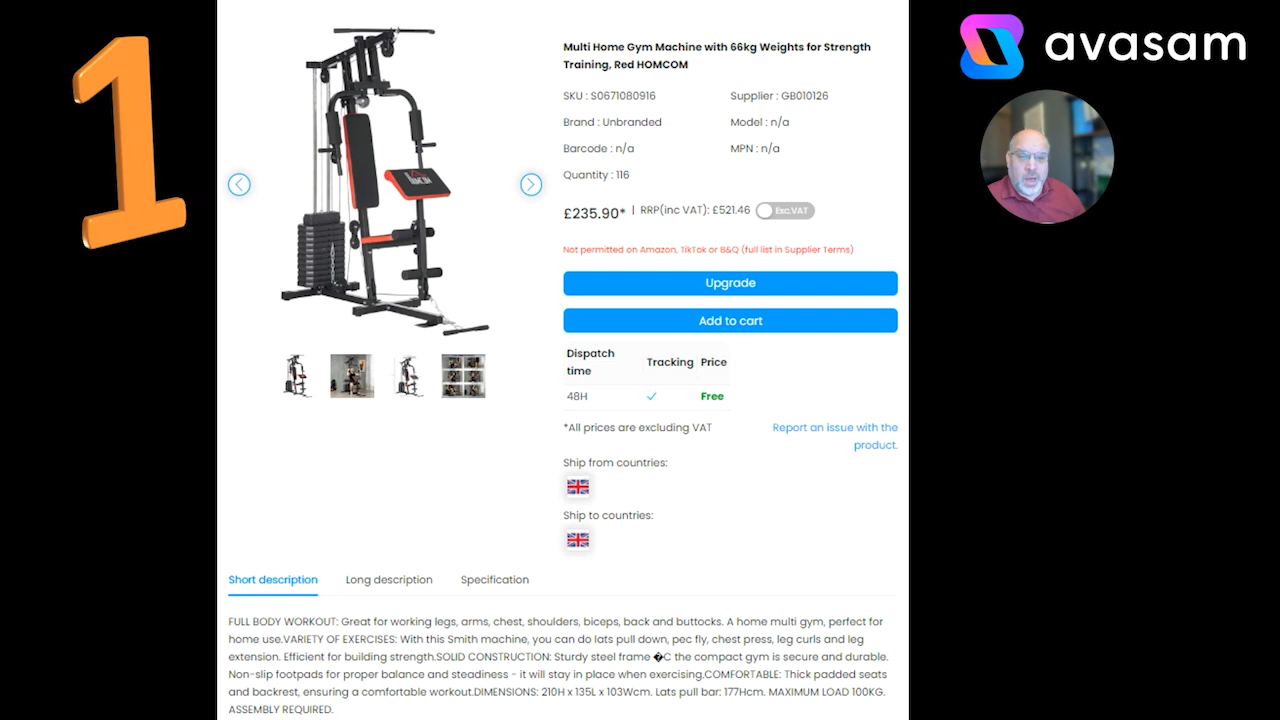 1
avasam
Multi Home Gym Machine with 66kg Weights for Strength
Training, Red HOMCOM
SKU : S0671080916
Supplier : GB010126
Brand : Unbranded
Model : n/a
Barcode : n/a
MPN : n/a
Quantity : 116
£235.90* | RRP(inc VAT): £521.46 Exc.VAT
Not permitted on Amazon, TikTok or B&Q (full list in Supplier Terms)
Upgrade
Add to cart
Dispatch
time
Tracking
Price
48H
Free
*All prices are excluding VAT
Report an issue with the
product.
Ship from countries:
Ship to countries:
Short description
Long description
Specification
FULL BODY WORKOUT: Great for working legs, arms, chest, shoulders, biceps, back and buttocks. A home multi gym, perfect for
home use.VARIETY OF EXERCISES: With this Smith machine, you can do lats pull down, pec fly, chest press, leg curls and leg
extension. Efficient for building strength.SOLID CONSTRUCTION: Sturdy steel frame �C the compact gym is secure and durable.
Non-slip footpads for proper balance and steadiness - it will stay in place when exercising.COMFORTABLE: Thick padded seats
and backrest, ensuring a comfortable workout.DIMENSIONS: 210H x 135L x 103Wcm. Lats pull bar: 177Hcm. MAXIMUM LOAD 100KG.
ASSEMBLY REQUIRED.